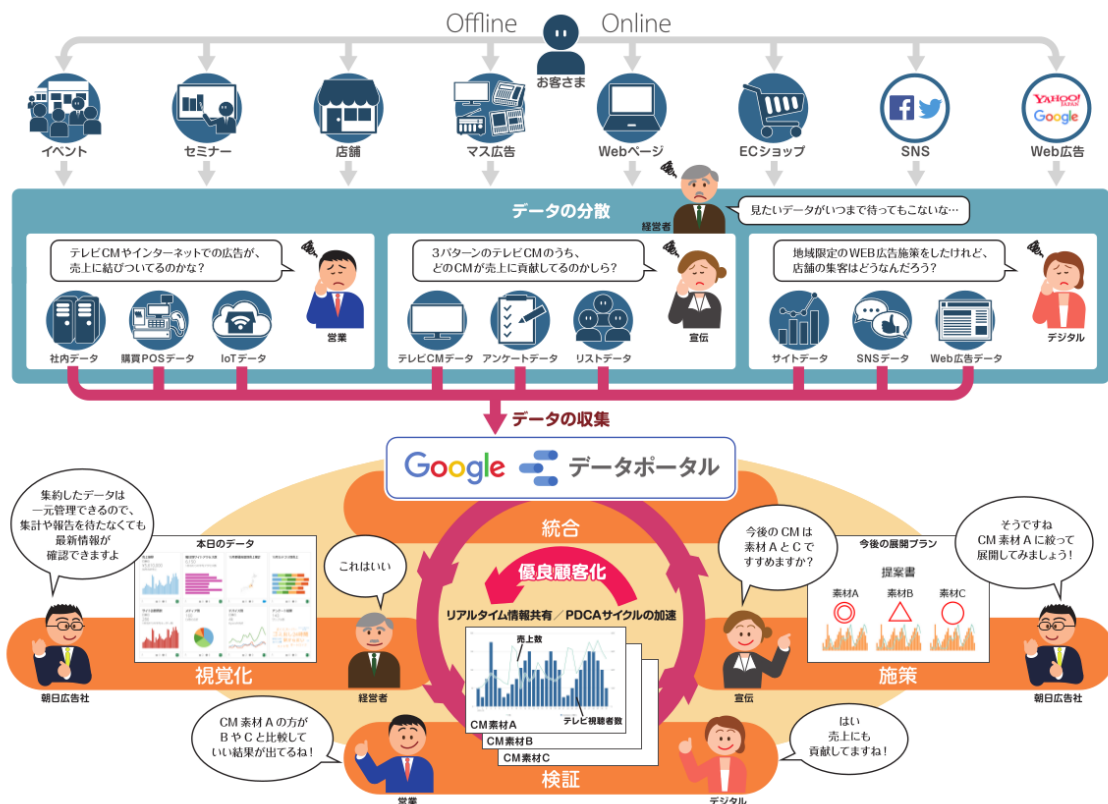 Offline
Online
お客さま
イベント
セミナー
店舗
マス広告
Webページ
ECショップ
SNS
YAHOO!
JAPAN
Google
Web広告
データの分散
経営者
見たいデータがいつまで待ってもこないな…
テレビCMやインターネットでの広告が、
売上に結びついてるのかな?
営業
社内データ
購買POSデータ
IoTデータ
3パターンのテレビCMのうち、
どのCMが売上に貢献してるのかしら?
宣伝
テレビCMデータ
アンケートデータ
リストデータ
地域限定のWEB広告施策をしたけれど、
店舗の集客はどうなんだろう?
デジタル
サイトデータ
SNSデータ
Web広告データ
データの収集
Google データポータル
統合
集約したデータは
一元管理できるので、
集計や報告を待たなくても
最新情報が
確認できますよ
本日のデータ
これはいい
朝日広告社
視覚化
経営者
優良顧客化
リアルタイム情報共有/PDCAサイクルの加速
売上数
テレビ視聴者数
CM素材A
CM素材B
CM素材C
今後のCMは
素材AとCで
すすめますか?
宣伝
今後の展開プラン
提案書
素材A
素材B
素材C
施策
そうですね
CM素材Aに絞って
展開してみましょう!
朝日広告社
CM素材Aの方が
BやCと比較して
いい結果が出てるね!
営業
検証
はい
売上にも
貢献してますね!
デジタル